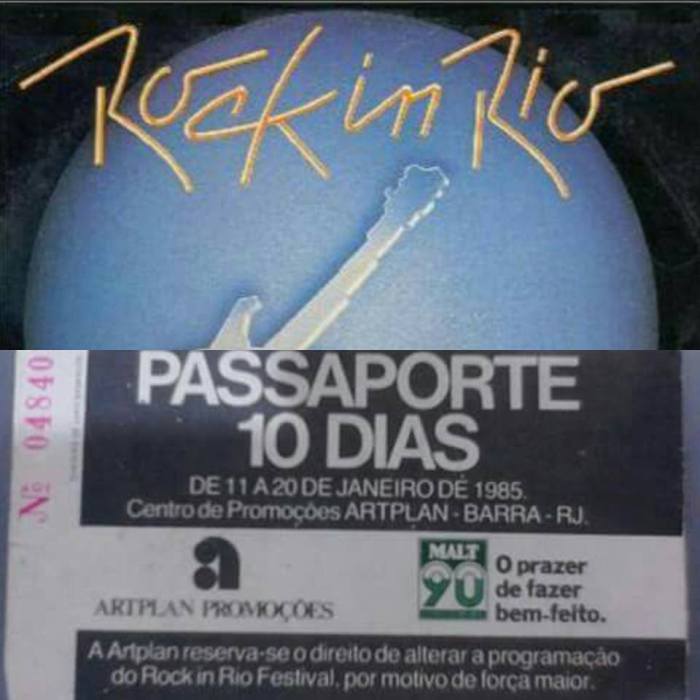 Rock in Rio
Nº 04840
PASSAPORTE
10 DIAS
DE 11 A 20 DE JANEIRO DE 1985.
Centro de Promoções ARTPLAN - BARRA - RJ.
a
ARTPLAN PROMOÇÕES
MALT
90
O prazer
de fazer
bem-feito.
A Artplan reserva-se o direito de alterar a programação
do Rock in Rio Festival, por motivo de força maior.